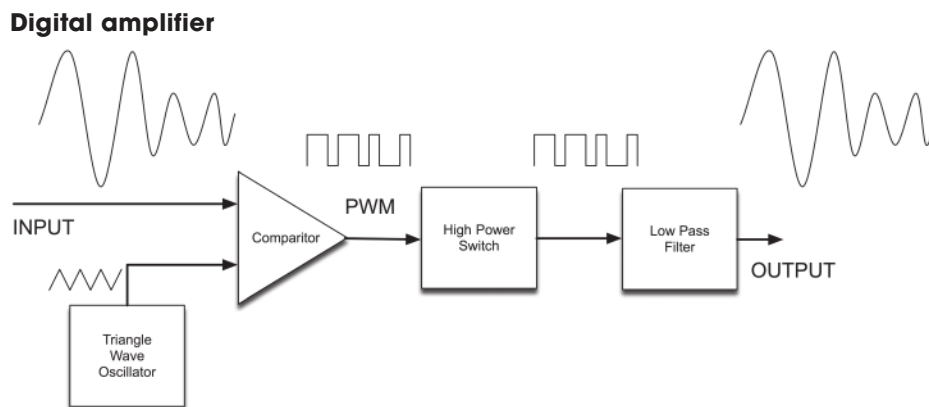 Digital amplifier
INPUT
Comparitor
PWM
High Power
Switch
Low Pass
Filter
OUTPUT
Triangle
Wave
Oscillator